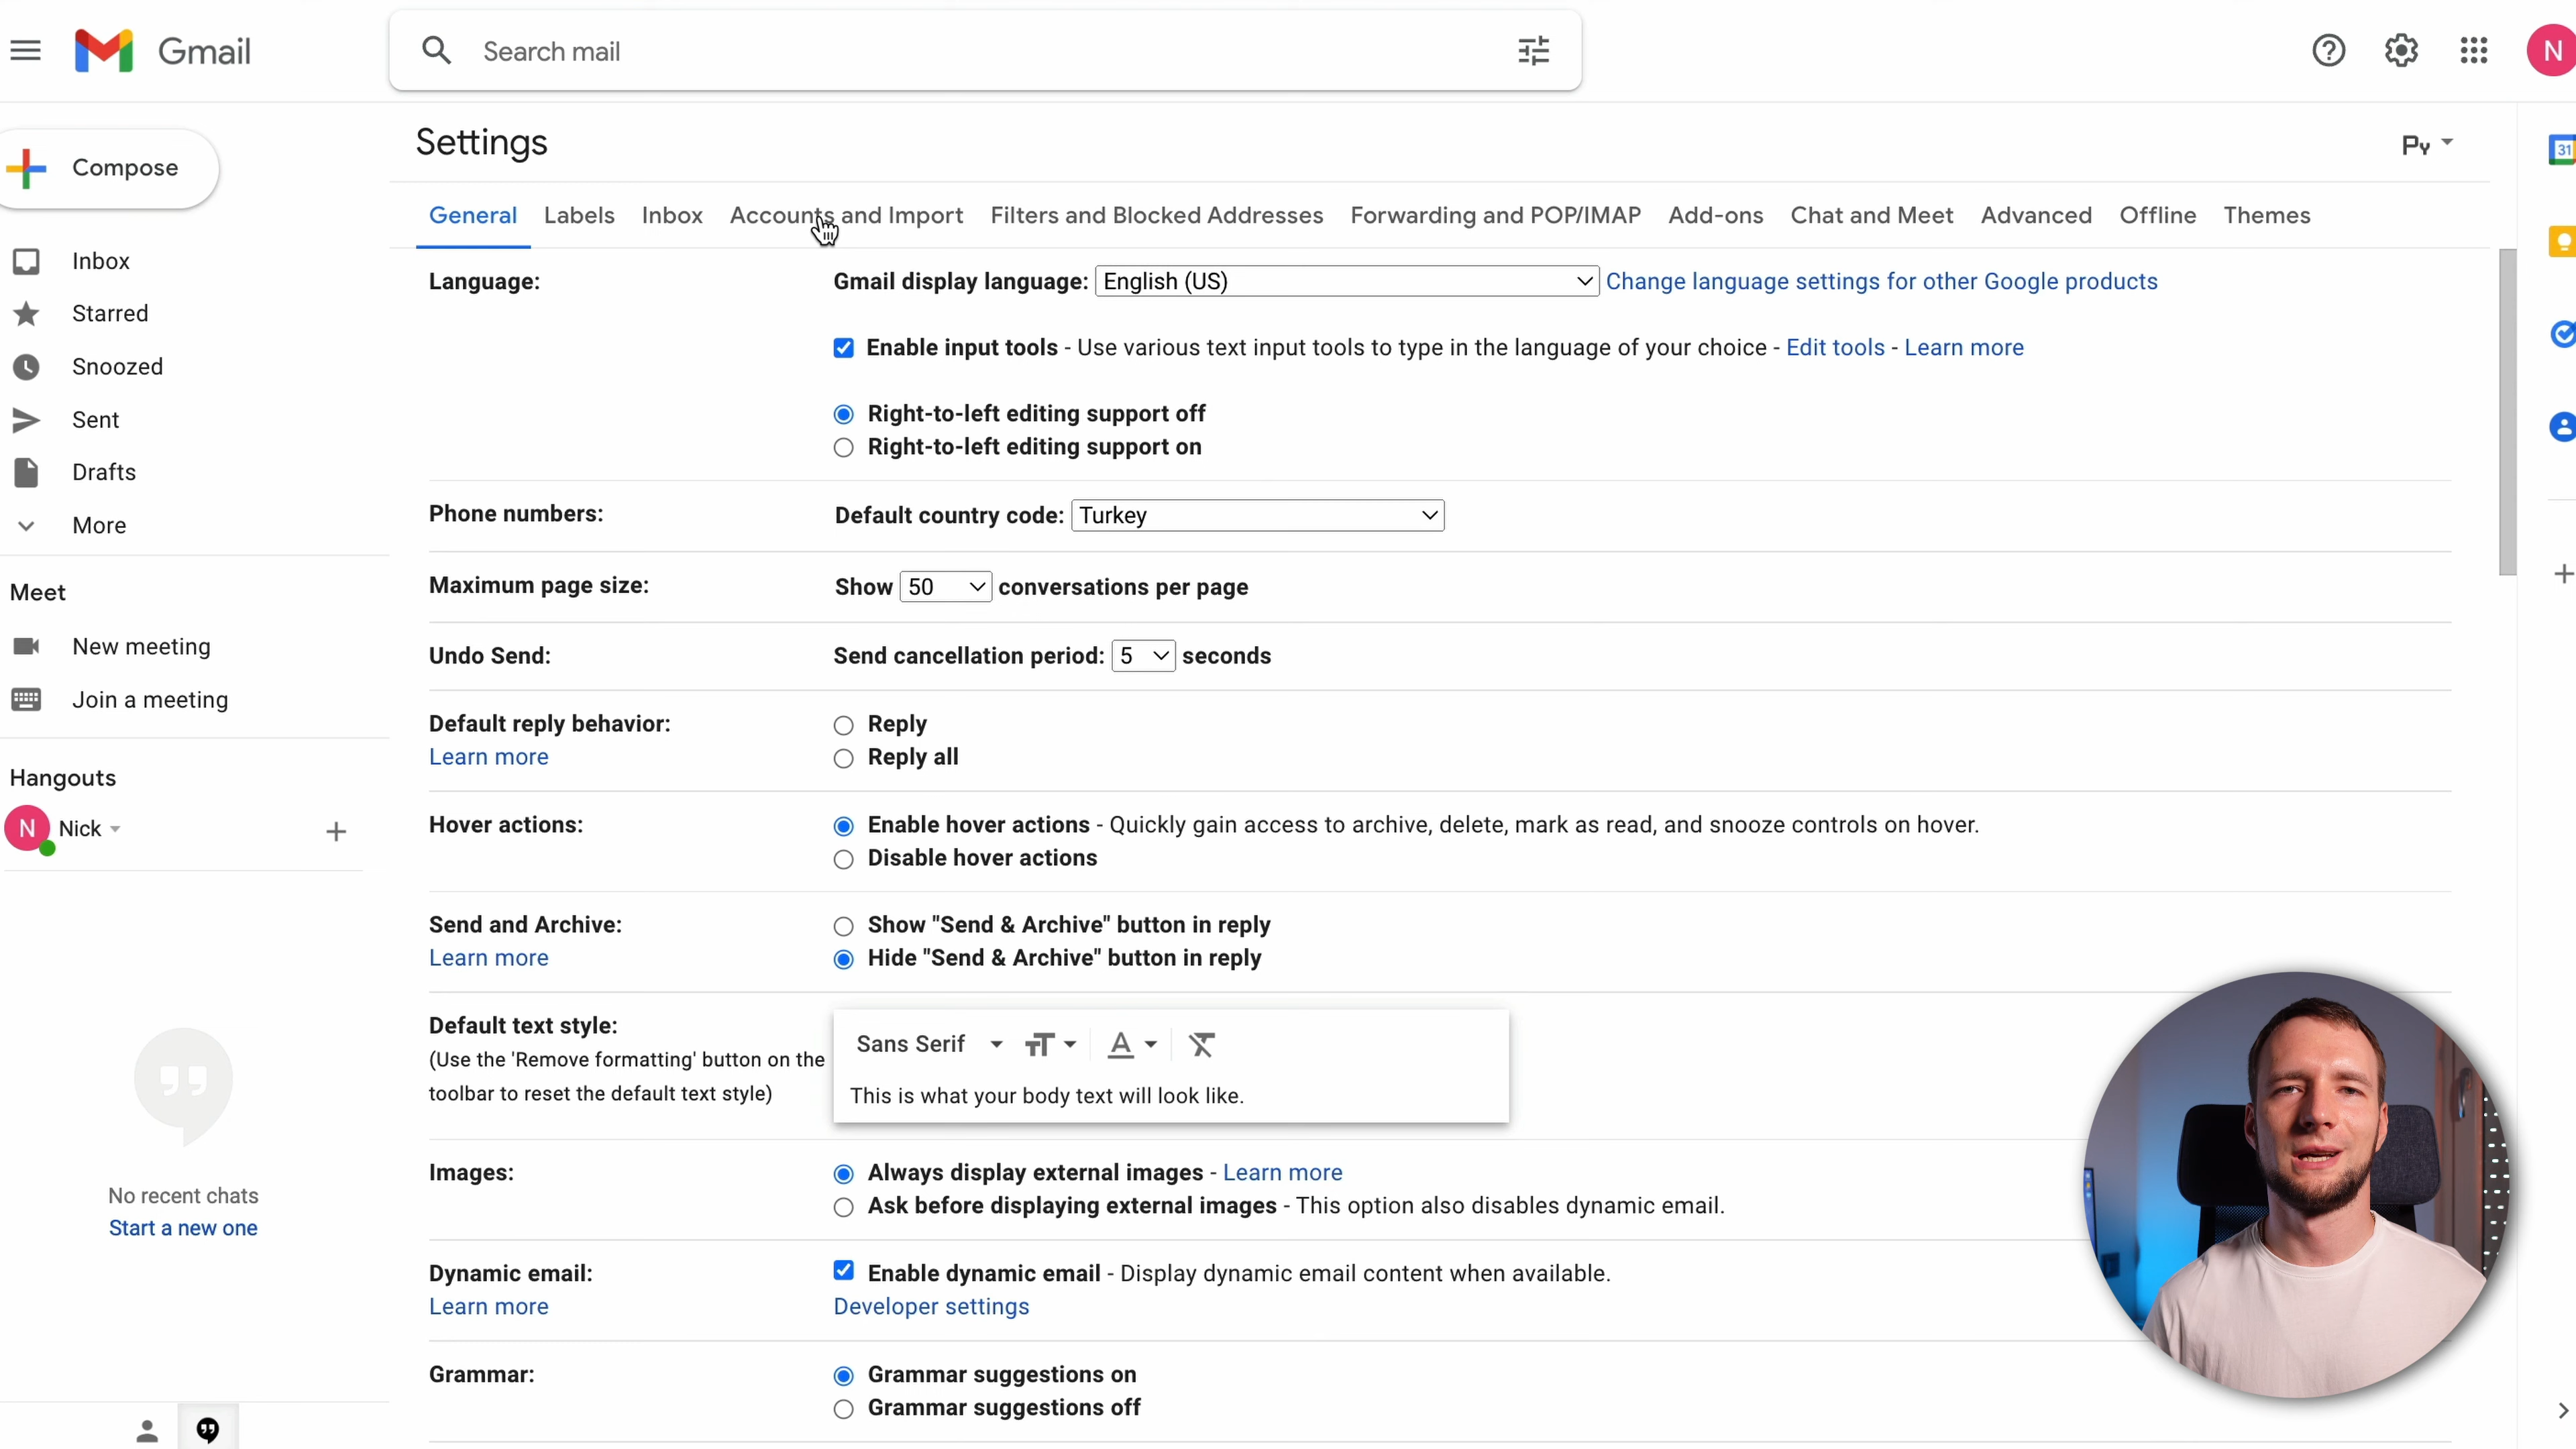 Gmail
Search mail
N
Compose
Inbox
Starred
Snoozed
Sent
Drafts
More
Meet
New meeting
Join a meeting
Hangouts
N Nick
No recent chats
Start a new one
Settings
Ру
General Labels Inbox Accounts and Import Filters and Blocked Addresses Forwarding and POP/IMAP Add-ons Chat and Meet Advanced Offline Themes
Language: Gmail display language: English (US) Change language settings for other Google products
Enable input tools - Use various text input tools to type in the language of your choice - Edit tools - Learn more
Right-to-left editing support off
Right-to-left editing support on
Phone numbers: Default country code: Turkey
Maximum page size: Show 50 conversations per page
Undo Send: Send cancellation period: 5 seconds
Default reply behavior: Reply
Learn more Reply all
Hover actions: Enable hover actions - Quickly gain access to archive, delete, mark as read, and snooze controls on hover.
Disable hover actions
Send and Archive: Show "Send & Archive" button in reply
Learn more Hide "Send & Archive" button in reply
Default text style: Sans Serif
(Use the 'Remove formatting' button on the
toolbar to reset the default text style) This is what your body text will look like.
Images: Always display external images - Learn more
Ask before displaying external images - This option also disables dynamic email.
Dynamic email: Enable dynamic email - Display dynamic email content when available.
Learn more Developer settings
Grammar: Grammar suggestions on
Grammar suggestions off
31